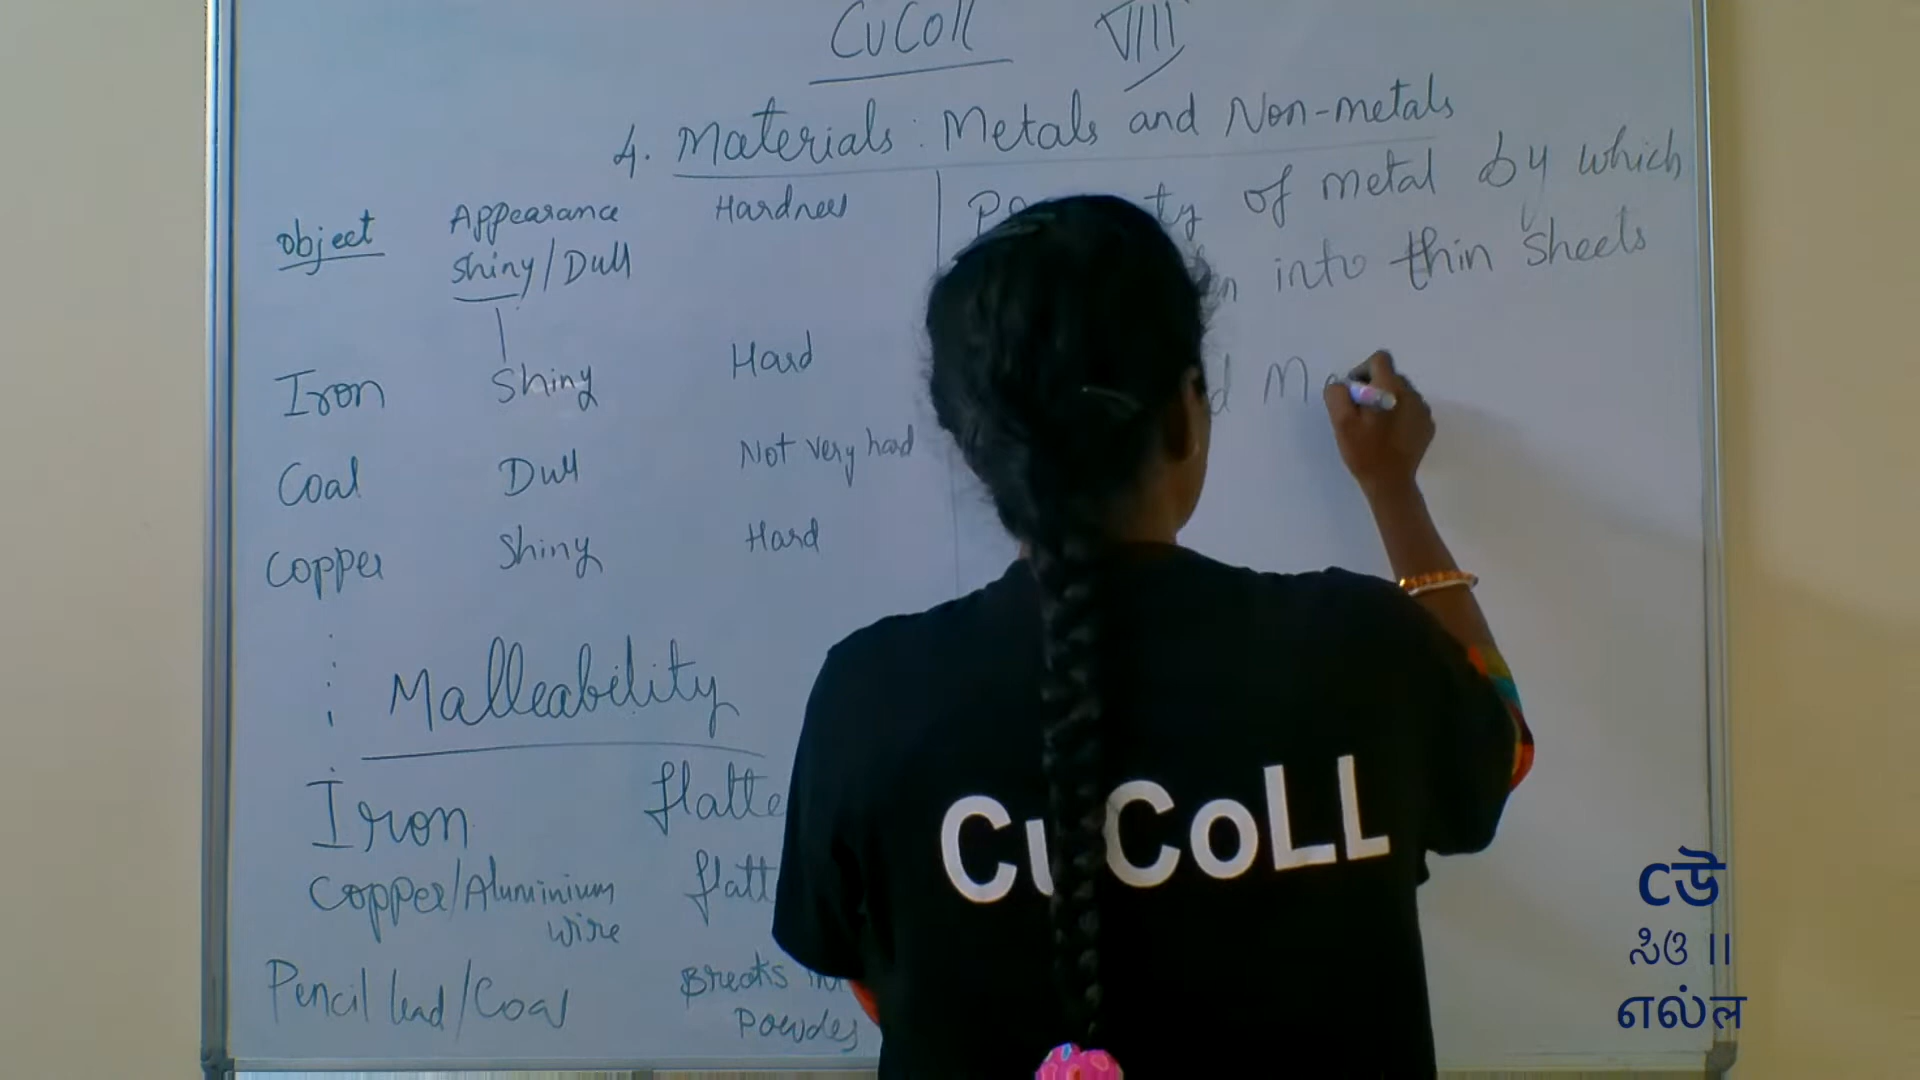 CuColl VIII
4. Materials: Metals and Non-metals
Object Appearance Hardness
Shiny/Dull
Iron Shiny Hard
Coal Dull Not very hard
Copper Shiny Hard
Malleability
Iron
Copper/Aluminium
wire
Pencil lead/Coal Breaks
Powder
of metal by which
into thin sheets
CuCoLL
Cউ
ಸಿಓ ॥
எல்ல